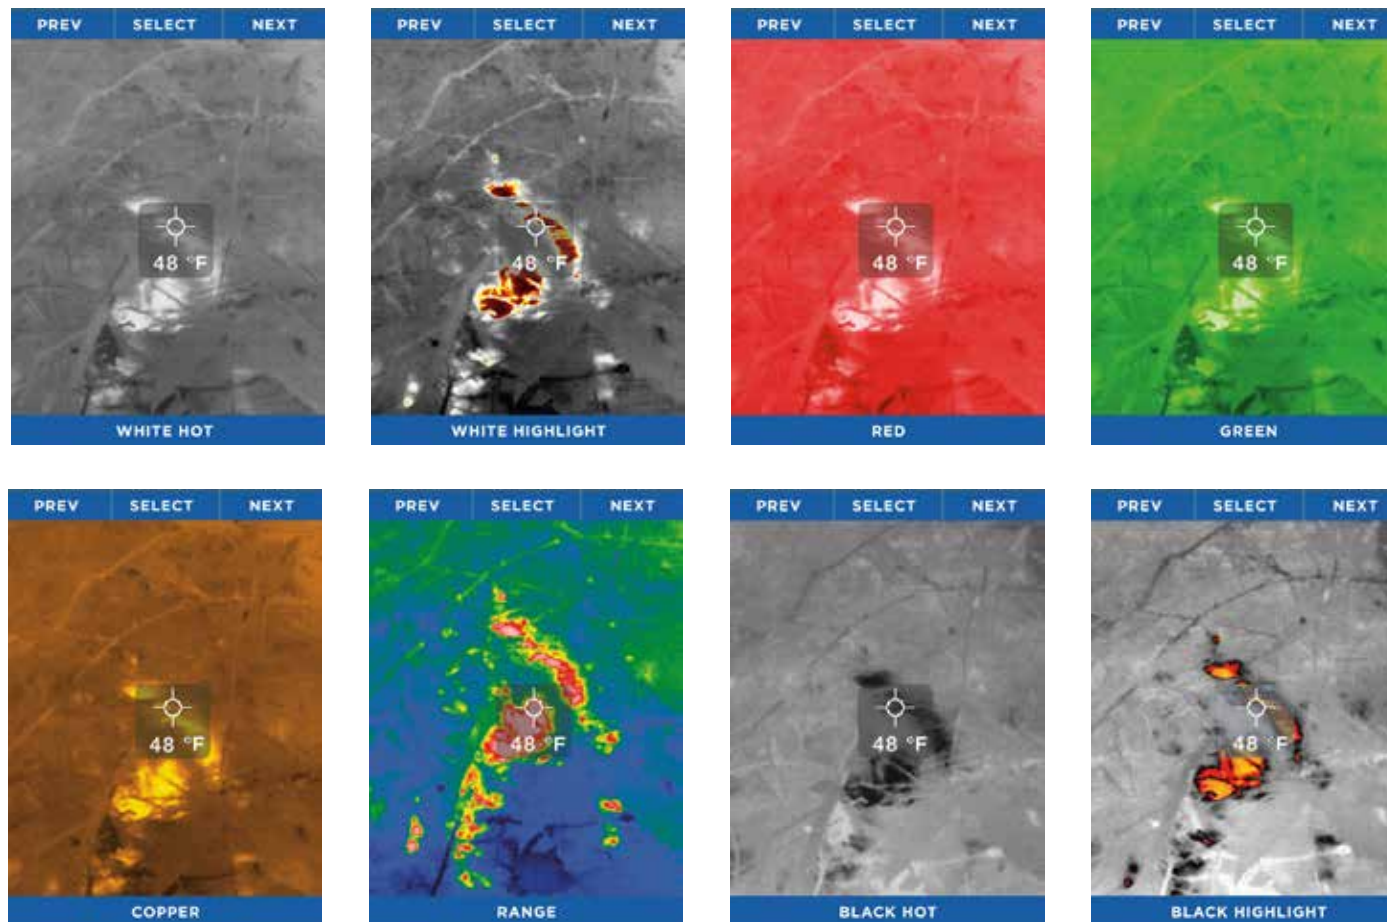 PREV SELECT NEXT
48 °F
WHITE HOT
PREV SELECT NEXT
48 °F
WHITE HIGHLIGHT
PREV SELECT NEXT
48 °F
RED
PREV SELECT NEXT
48 °F
GREEN
PREV SELECT NEXT
48 °F
COPPER
PREV SELECT NEXT
48 °F
RANGE
PREV SELECT NEXT
48 °F
BLACK HOT
PREV SELECT NEXT
48 °F
BLACK HIGHLIGHT